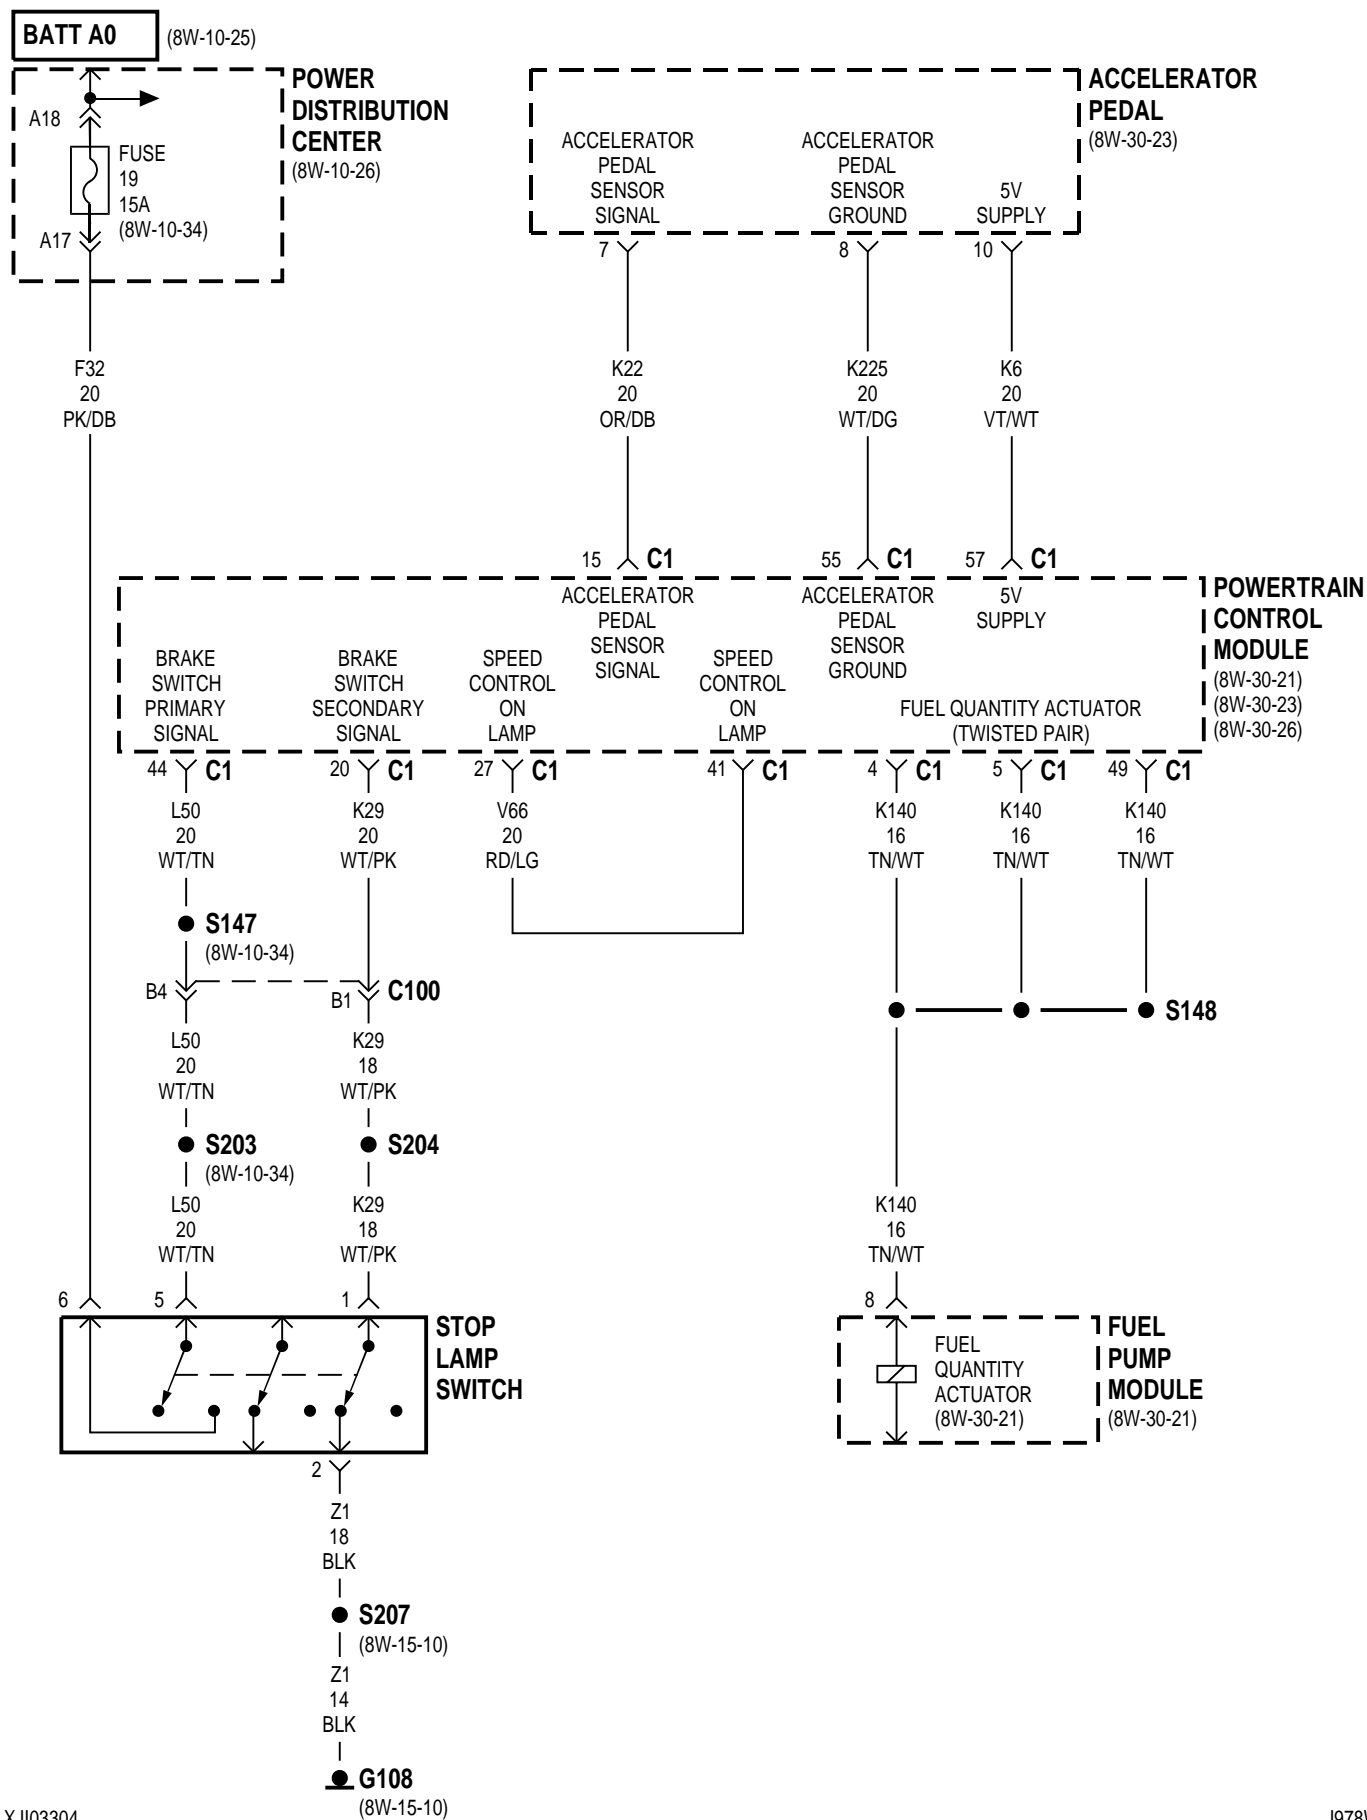 BATT A0
(8W-10-25)
POWER
DISTRIBUTION
CENTER
(8W-10-26)
A18
FUSE
19
15A
(8W-10-34)
A17
ACCELERATOR
PEDAL
(8W-30-23)
ACCELERATOR
PEDAL
SENSOR
SIGNAL
ACCELERATOR
PEDAL
SENSOR
GROUND
5V
SUPPLY
7
8
10
F32
20
PK/DB
K22
20
OR/DB
K225
20
WT/DG
K6
20
VT/WT
15
C1
55
C1
57
C1
POWERTRAIN
CONTROL
MODULE
(8W-30-21)
(8W-30-23)
(8W-30-26)
ACCELERATOR
PEDAL
SENSOR
SIGNAL
ACCELERATOR
PEDAL
SENSOR
GROUND
5V
SUPPLY
BRAKE
SWITCH
PRIMARY
SIGNAL
BRAKE
SWITCH
SECONDARY
SIGNAL
SPEED
CONTROL
ON
LAMP
SPEED
CONTROL
ON
LAMP
FUEL QUANTITY ACTUATOR
(TWISTED PAIR)
44
C1
20
C1
27
C1
41
C1
4
C1
5
C1
49
C1
L50
20
WT/TN
K29
20
WT/PK
V66
20
RD/LG
K140
16
TN/WT
K140
16
TN/WT
K140
16
TN/WT
S147
(8W-10-34)
B4
B1
C100
S148
L50
20
WT/TN
K29
18
WT/PK
S203
(8W-10-34)
S204
L50
20
WT/TN
K29
18
WT/PK
K140
16
TN/WT
6
5
1
8
STOP
LAMP
SWITCH
FUEL
QUANTITY
ACTUATOR
(8W-30-21)
FUEL
PUMP
MODULE
(8W-30-21)
2
Z1
18
BLK
S207
(8W-15-10)
Z1
14
BLK
G108
(8W-15-10)